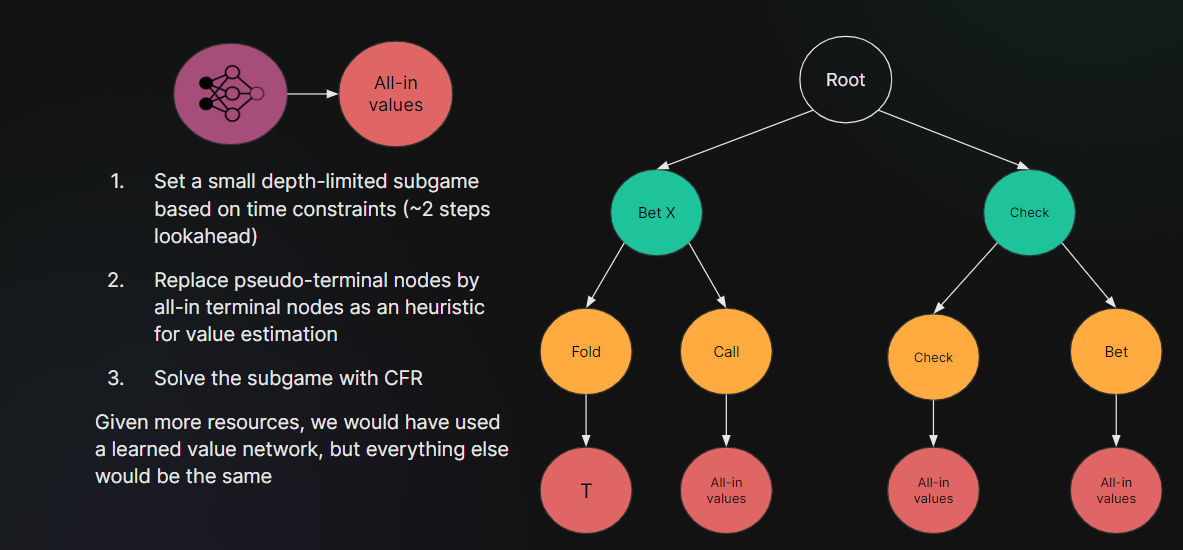 All-in
values
1. Set a small depth-limited subgame
based on time constraints (~2 steps
lookahead)
2. Replace pseudo-terminal nodes by
all-in terminal nodes as an heuristic
for value estimation
3. Solve the subgame with CFR
Given more resources, we would have used
a learned value network, but everything else
would be the same
Root
Bet X
Check
Fold
Call
Check
Bet
T
All-in
values
All-in
values
All-in
values